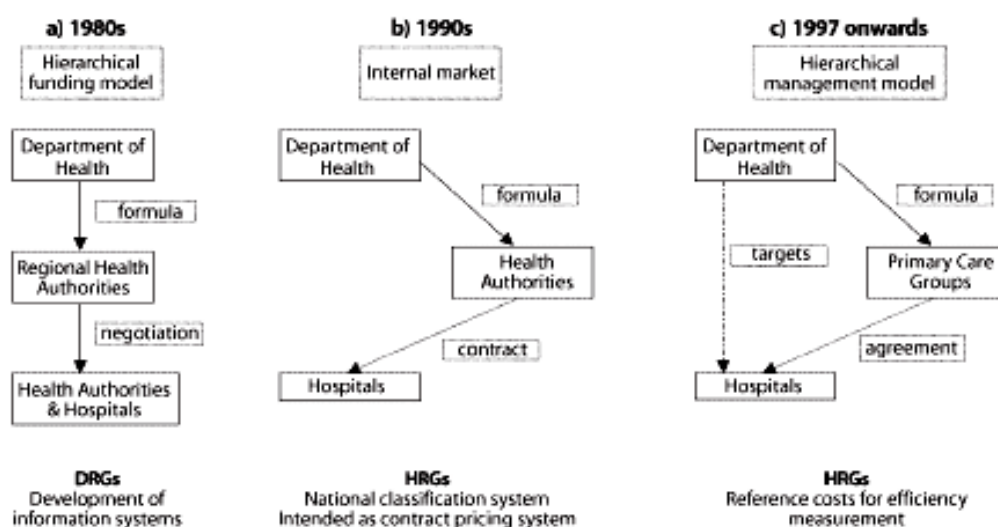 a) 1980s
Hierarchical
funding model
Department of
Health
formula
Regional Health
Authorities
negotiation
Health Authorities
& Hospitals
DRGs
Development of
information systems
b) 1990s
Internal market
Department of
Health
formula
Health
Authorities
contract
Hospitals
HRGs
National classification system
Intended as contract pricing system
c) 1997 onwards
Hierarchical
management model
Department of
Health
formula
targets
Primary Care
Groups
agreement
Hospitals
HRGs
Reference costs for efficiency
measurement